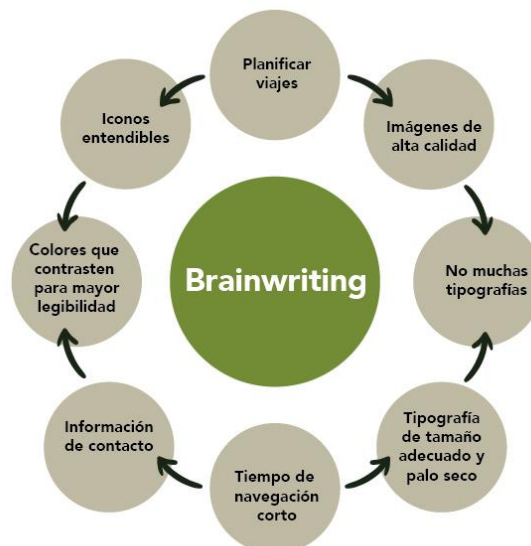 Planificar
viajes
Iconos
entendibles
Imágenes de
alta calidad
Colores que
contrasten
para mayor
legibilidad
Brainwriting
No muchas
tipografías
Información
de contacto
Tipografía
de tamaño
adecuado y
palo seco
Tiempo de
navegación
corto